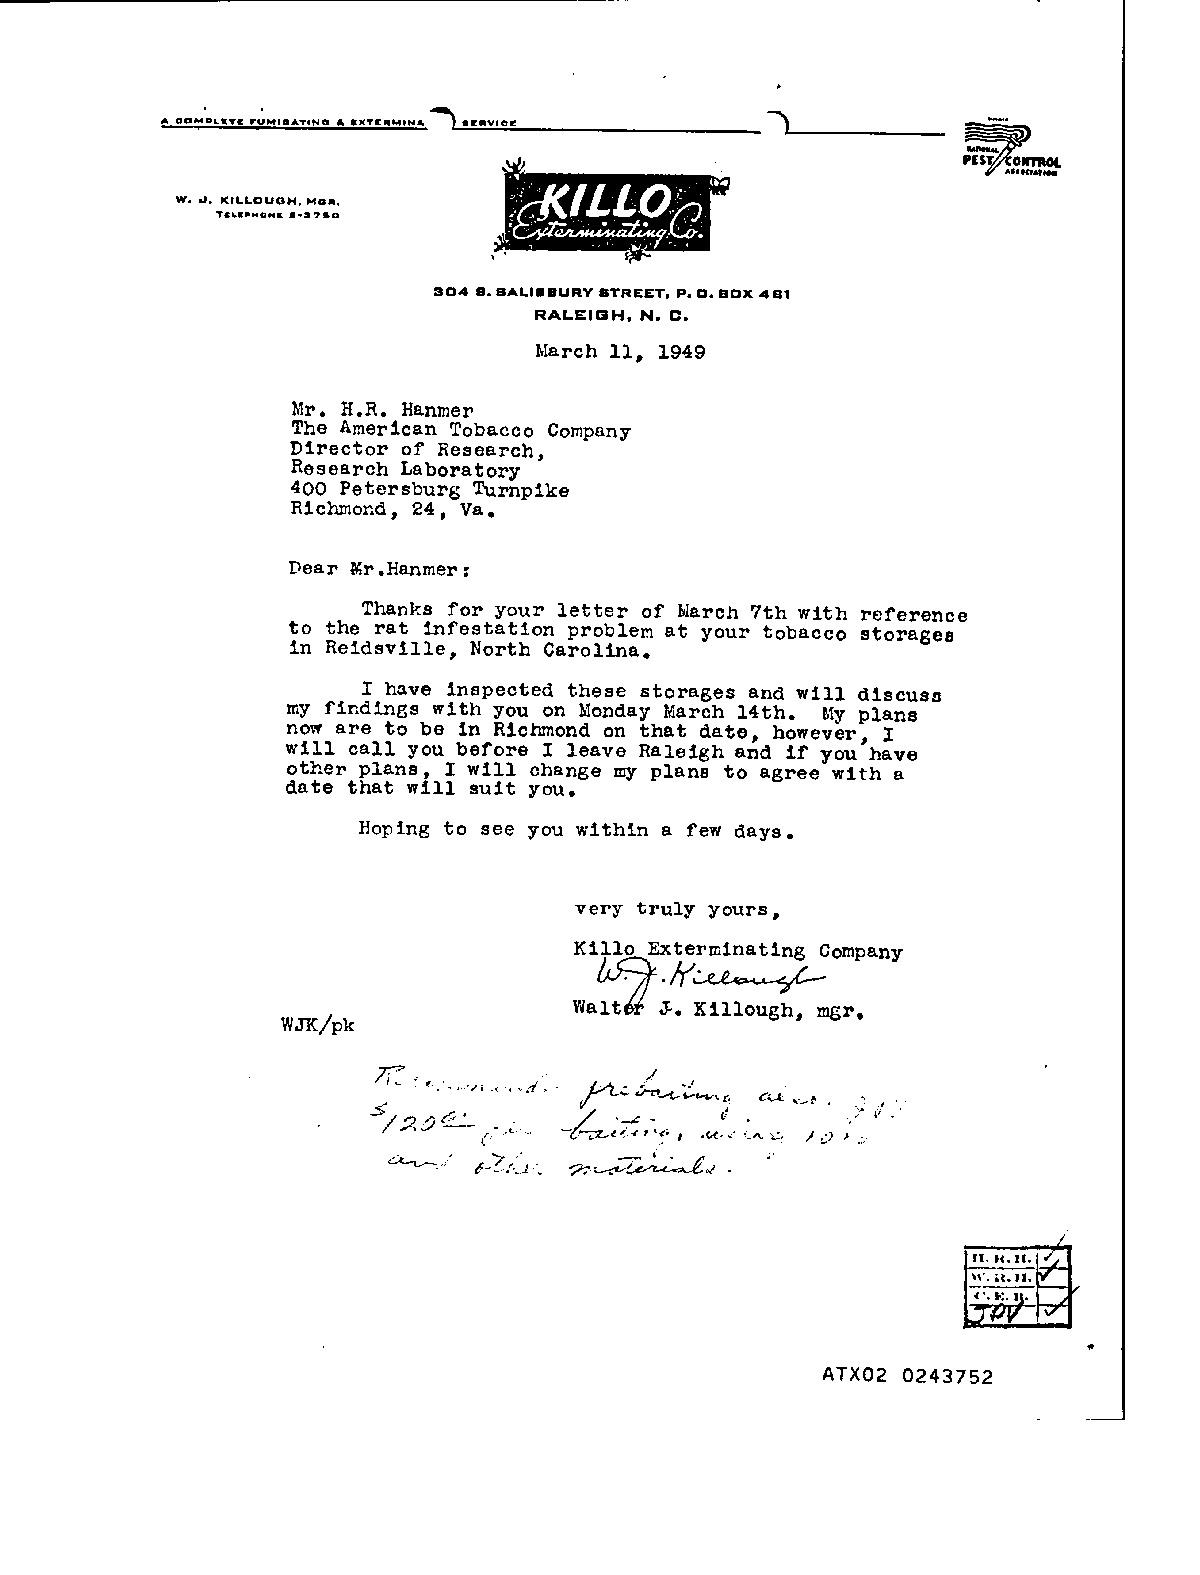 A COMPLETE FUMIGATING & EXTERMINA SERVICE
NATIONAL
PEST CONTROL
ASSOCIATION
W. J. KILLOUGH, MGR.
TELEPHONE 2-3750
KILLO
Exterminating Co.
304 S. SALISBURY STREET, P. O. BOX 461
RALEIGH, N. C.
March 11, 1949
Mr. H.R. Hanmer
The American Tobacco Company
Director of Research,
Research Laboratory
400 Petersburg Turnpike
Richmond, 24, Va.
Dear Mr.Hanmer:
Thanks for your letter of March 7th with reference
to the rat infestation problem at your tobacco storages
in Reidsville, North Carolina.
I have inspected these storages and will discuss
my findings with you on Monday March 14th. My plans
now are to be in Richmond on that date, however, I
will call you before I leave Raleigh and if you have
other plans, I will change my plans to agree with a
date that will suit you.
Hoping to see you within a few days.
very truly yours,
Killo Exterminating Company
W.J. Killough
Walter J. Killough, mgr.
WJK/pk
Recommends prebaiting
$120 per baiting, using 1080
and other materials.
H. R. H.
W. R. H.
C. E. R.
JPV
ATX02 0243752